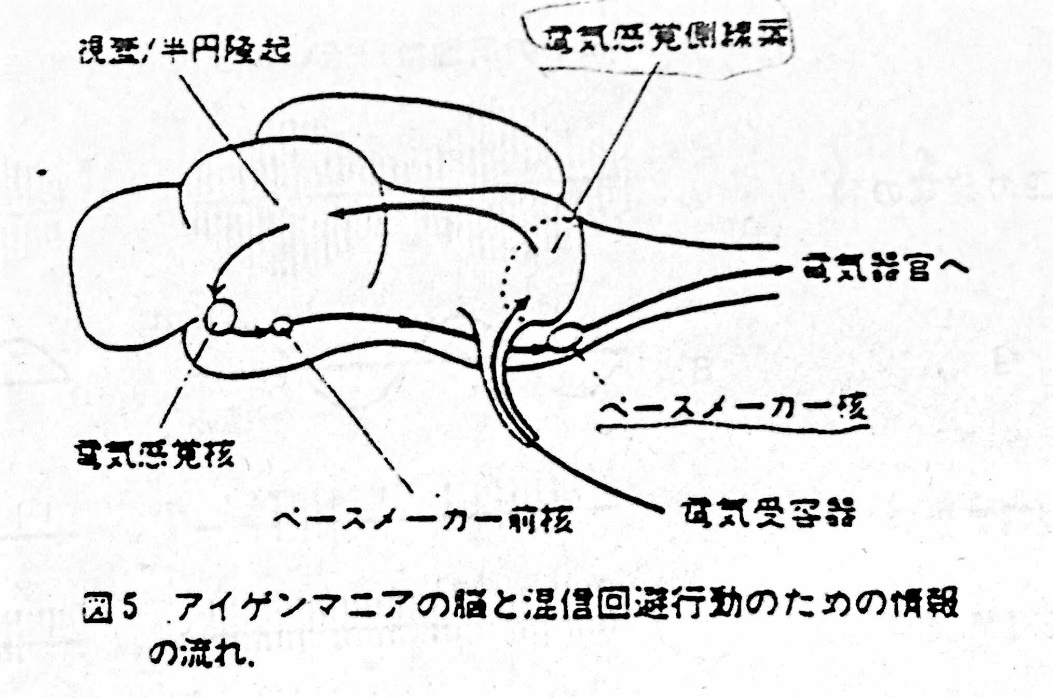 視蓋/半円隆起
電気感覚側線葉
電気器官へ
ペースメーカー核
電気感覚核
ペースメーカー前核
電気受容器
図5 アイゲンマニアの脳と混信回避行動のための情報
の流れ.